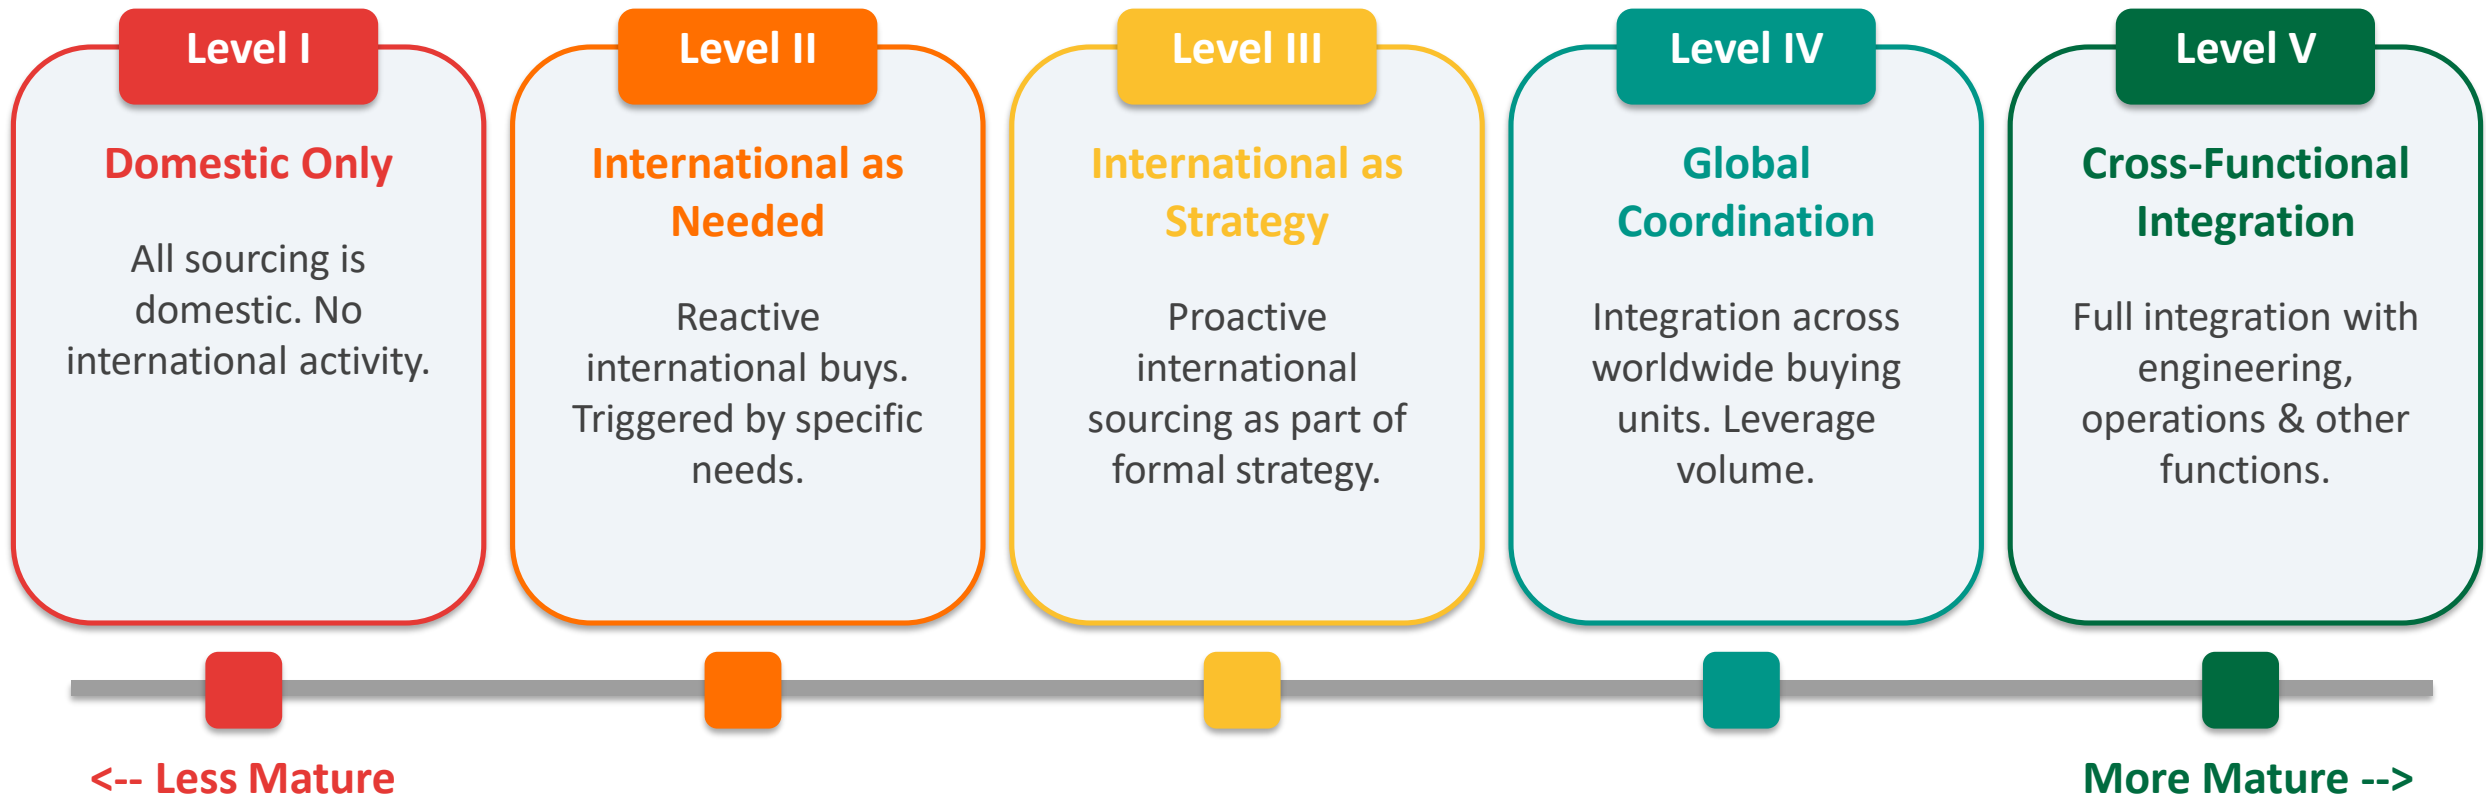 Level I
Domestic Only
All sourcing is
domestic. No
international activity.
Level II
International as
Needed
Reactive
international buys.
Triggered by specific
needs.
Level III
International as
Strategy
Proactive
international
sourcing as part of
formal strategy.
Level IV
Global
Coordination
Integration across
worldwide buying
units. Leverage
volume.
Level V
Cross-Functional
Integration
Full integration with
engineering,
operations & other
functions.
<-- Less Mature
More Mature -->